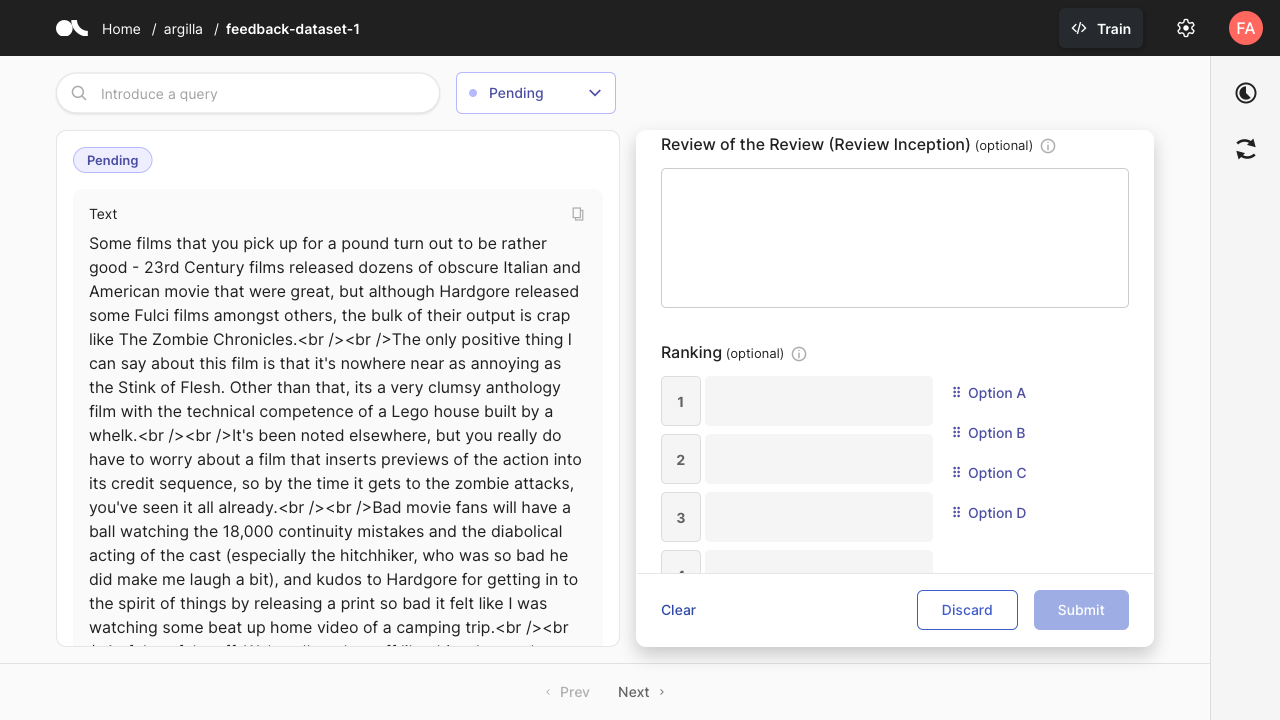 Home / argilla / feedback-dataset-1
Train
FA
Introduce a query
Pending
Pending
Text
Some films that you pick up for a pound turn out to be rather
good - 23rd Century films released dozens of obscure Italian and
American movie that were great, but although Hardgore released
some Fulci films amongst others, the bulk of their output is crap
like The Zombie Chronicles.<br /><br />The only positive thing I
can say about this film is that it's nowhere near as annoying as
the Stink of Flesh. Other than that, its a very clumsy anthology
film with the technical competence of a Lego house built by a
whelk.<br /><br />It's been noted elsewhere, but you really do
have to worry about a film that inserts previews of the action into
its credit sequence, so by the time it gets to the zombie attacks,
you've seen it all already.<br /><br />Bad movie fans will have a
ball watching the 18,000 continuity mistakes and the diabolical
acting of the cast (especially the hitchhiker, who was so bad he
did make me laugh a bit), and kudos to Hardgore for getting in to
the spirit of things by releasing a print so bad it felt like I was
watching some beat up home video of a camping trip.<br /><br
Review of the Review (Review Inception) (optional)
Ranking (optional)
1
2
3
Option A
Option B
Option C
Option D
Clear
Discard
Submit
Prev
Next